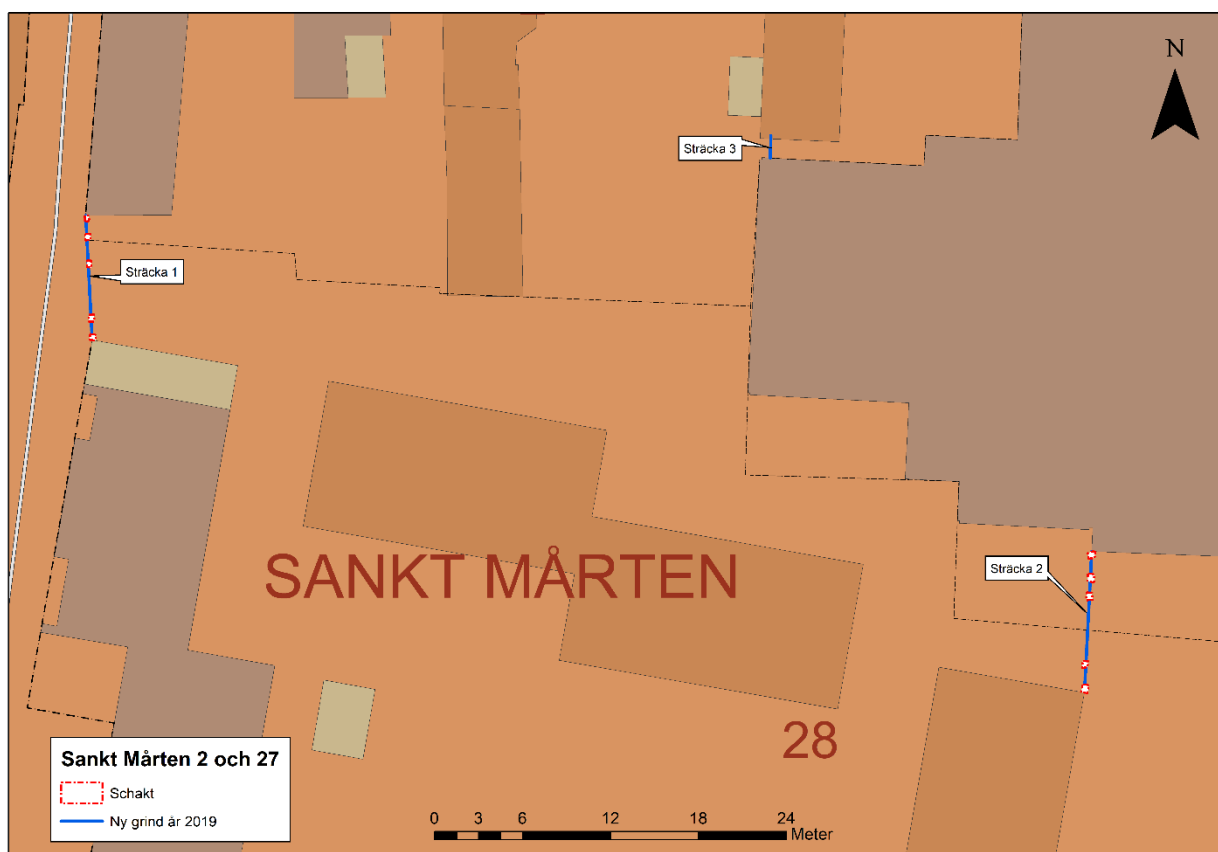 N
Sträcka 3
Sträcka 1
Sträcka 2
SANKT MÅRTEN
28
Sankt Mårten 2 och 27
Schakt
Ny grind år 2019
0 3 6 12 18 24
Meter